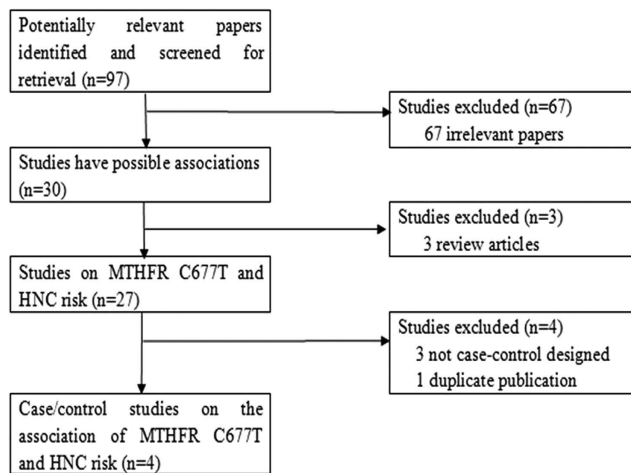 Potentially relevant papers
identified and screened for
retrieval (n=97)
Studies excluded (n=67)
67 irrelevant papers
Studies have possible associations
(n=30)
Studies excluded (n=3)
3 review articles
Studies on MTHFR C677T and
HNC risk (n=27)
Studies excluded (n=4)
3 not case-control designed
1 duplicate publication
Case/control studies on the
association of MTHFR C677T
and HNC risk (n=4)